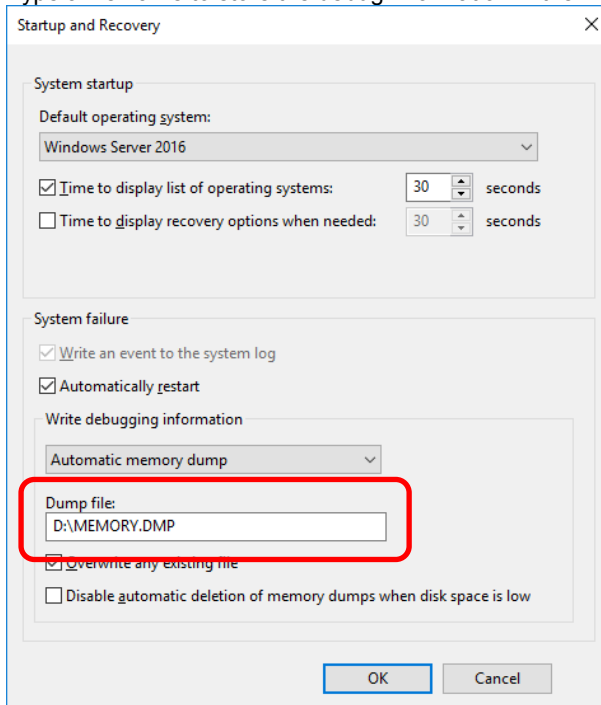 Startup and Recovery
System startup
Default operating system:
Windows Server 2016
Time to display list of operating systems: 30 seconds
Time to display recovery options when needed: 30 seconds
System failure
Write an event to the system log
Automatically restart
Write debugging information
Automatic memory dump
Dump file:
D:\MEMORY.DMP
Overwrite any existing file
Disable automatic deletion of memory dumps when disk space is low
OK Cancel